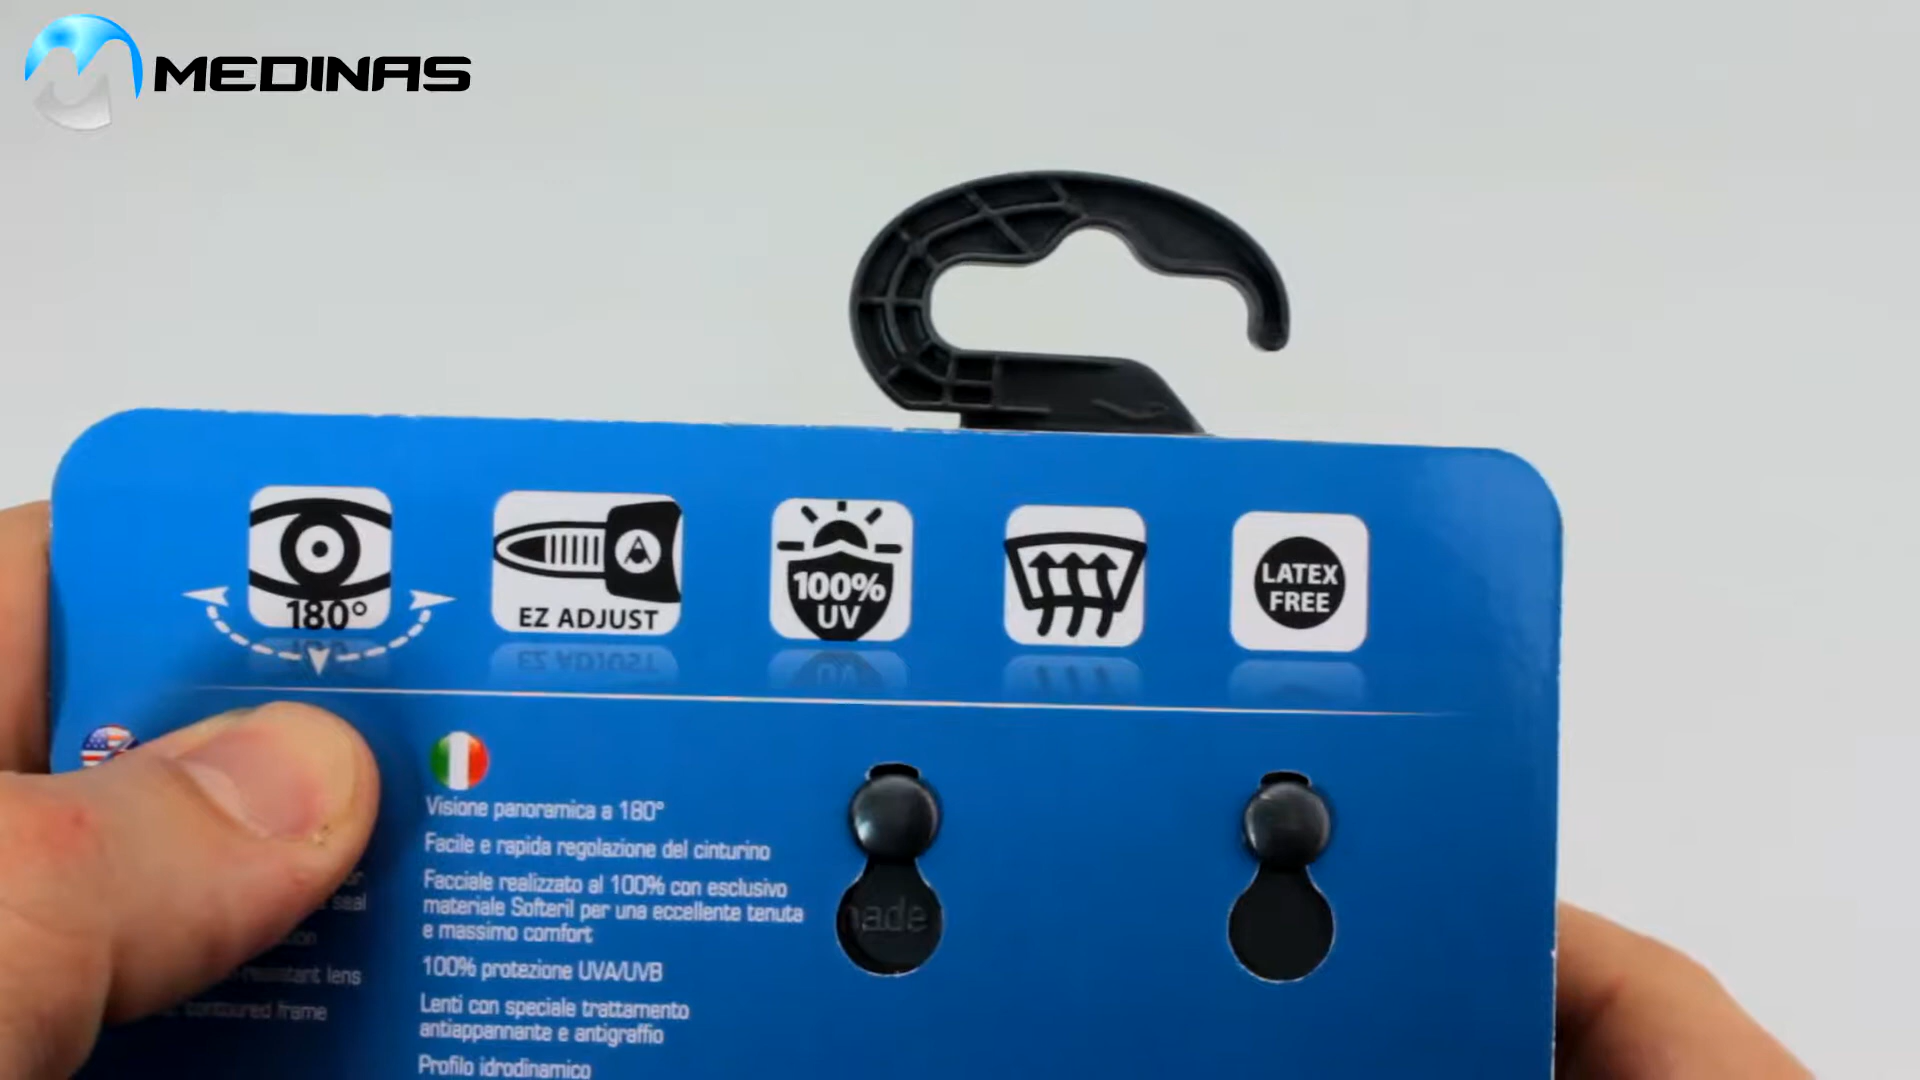 MEDINAS
180°
EZ ADJUST
100%
UV
LATEX
FREE
Visione panoramica a 180°
Facile e rapida regolazione del cinturino
Facciale realizzato al 100% con esclusivo
materiale Softeril per una eccellente tenuta
e massimo comfort
100% protezione UVA/UVB
Lenti con speciale trattamento
antiappannante e antigraffio
Profilo idrodinamico
seal
lens
contoured frame